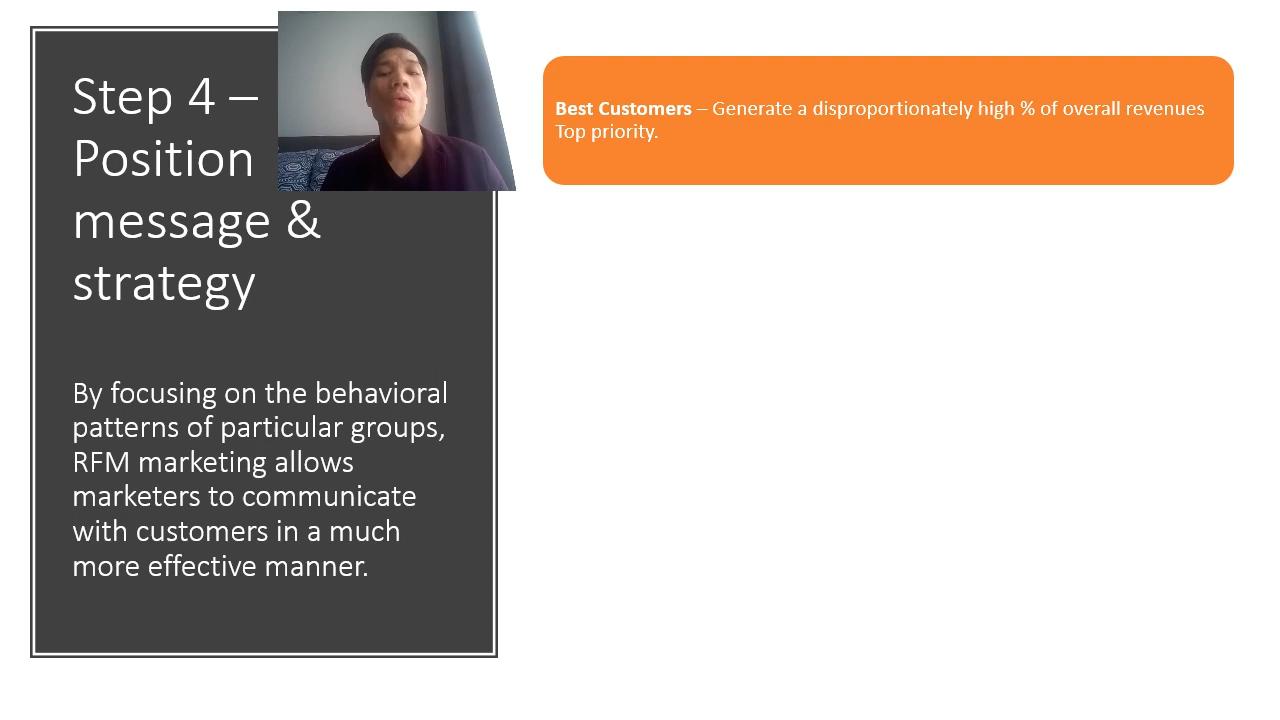 Step 4 –
Position
message &
strategy
By focusing on the behavioral
patterns of particular groups,
RFM marketing allows
marketers to communicate
with customers in a much
more effective manner.
Best Customers – Generate a disproportionately high % of overall revenues
Top priority.